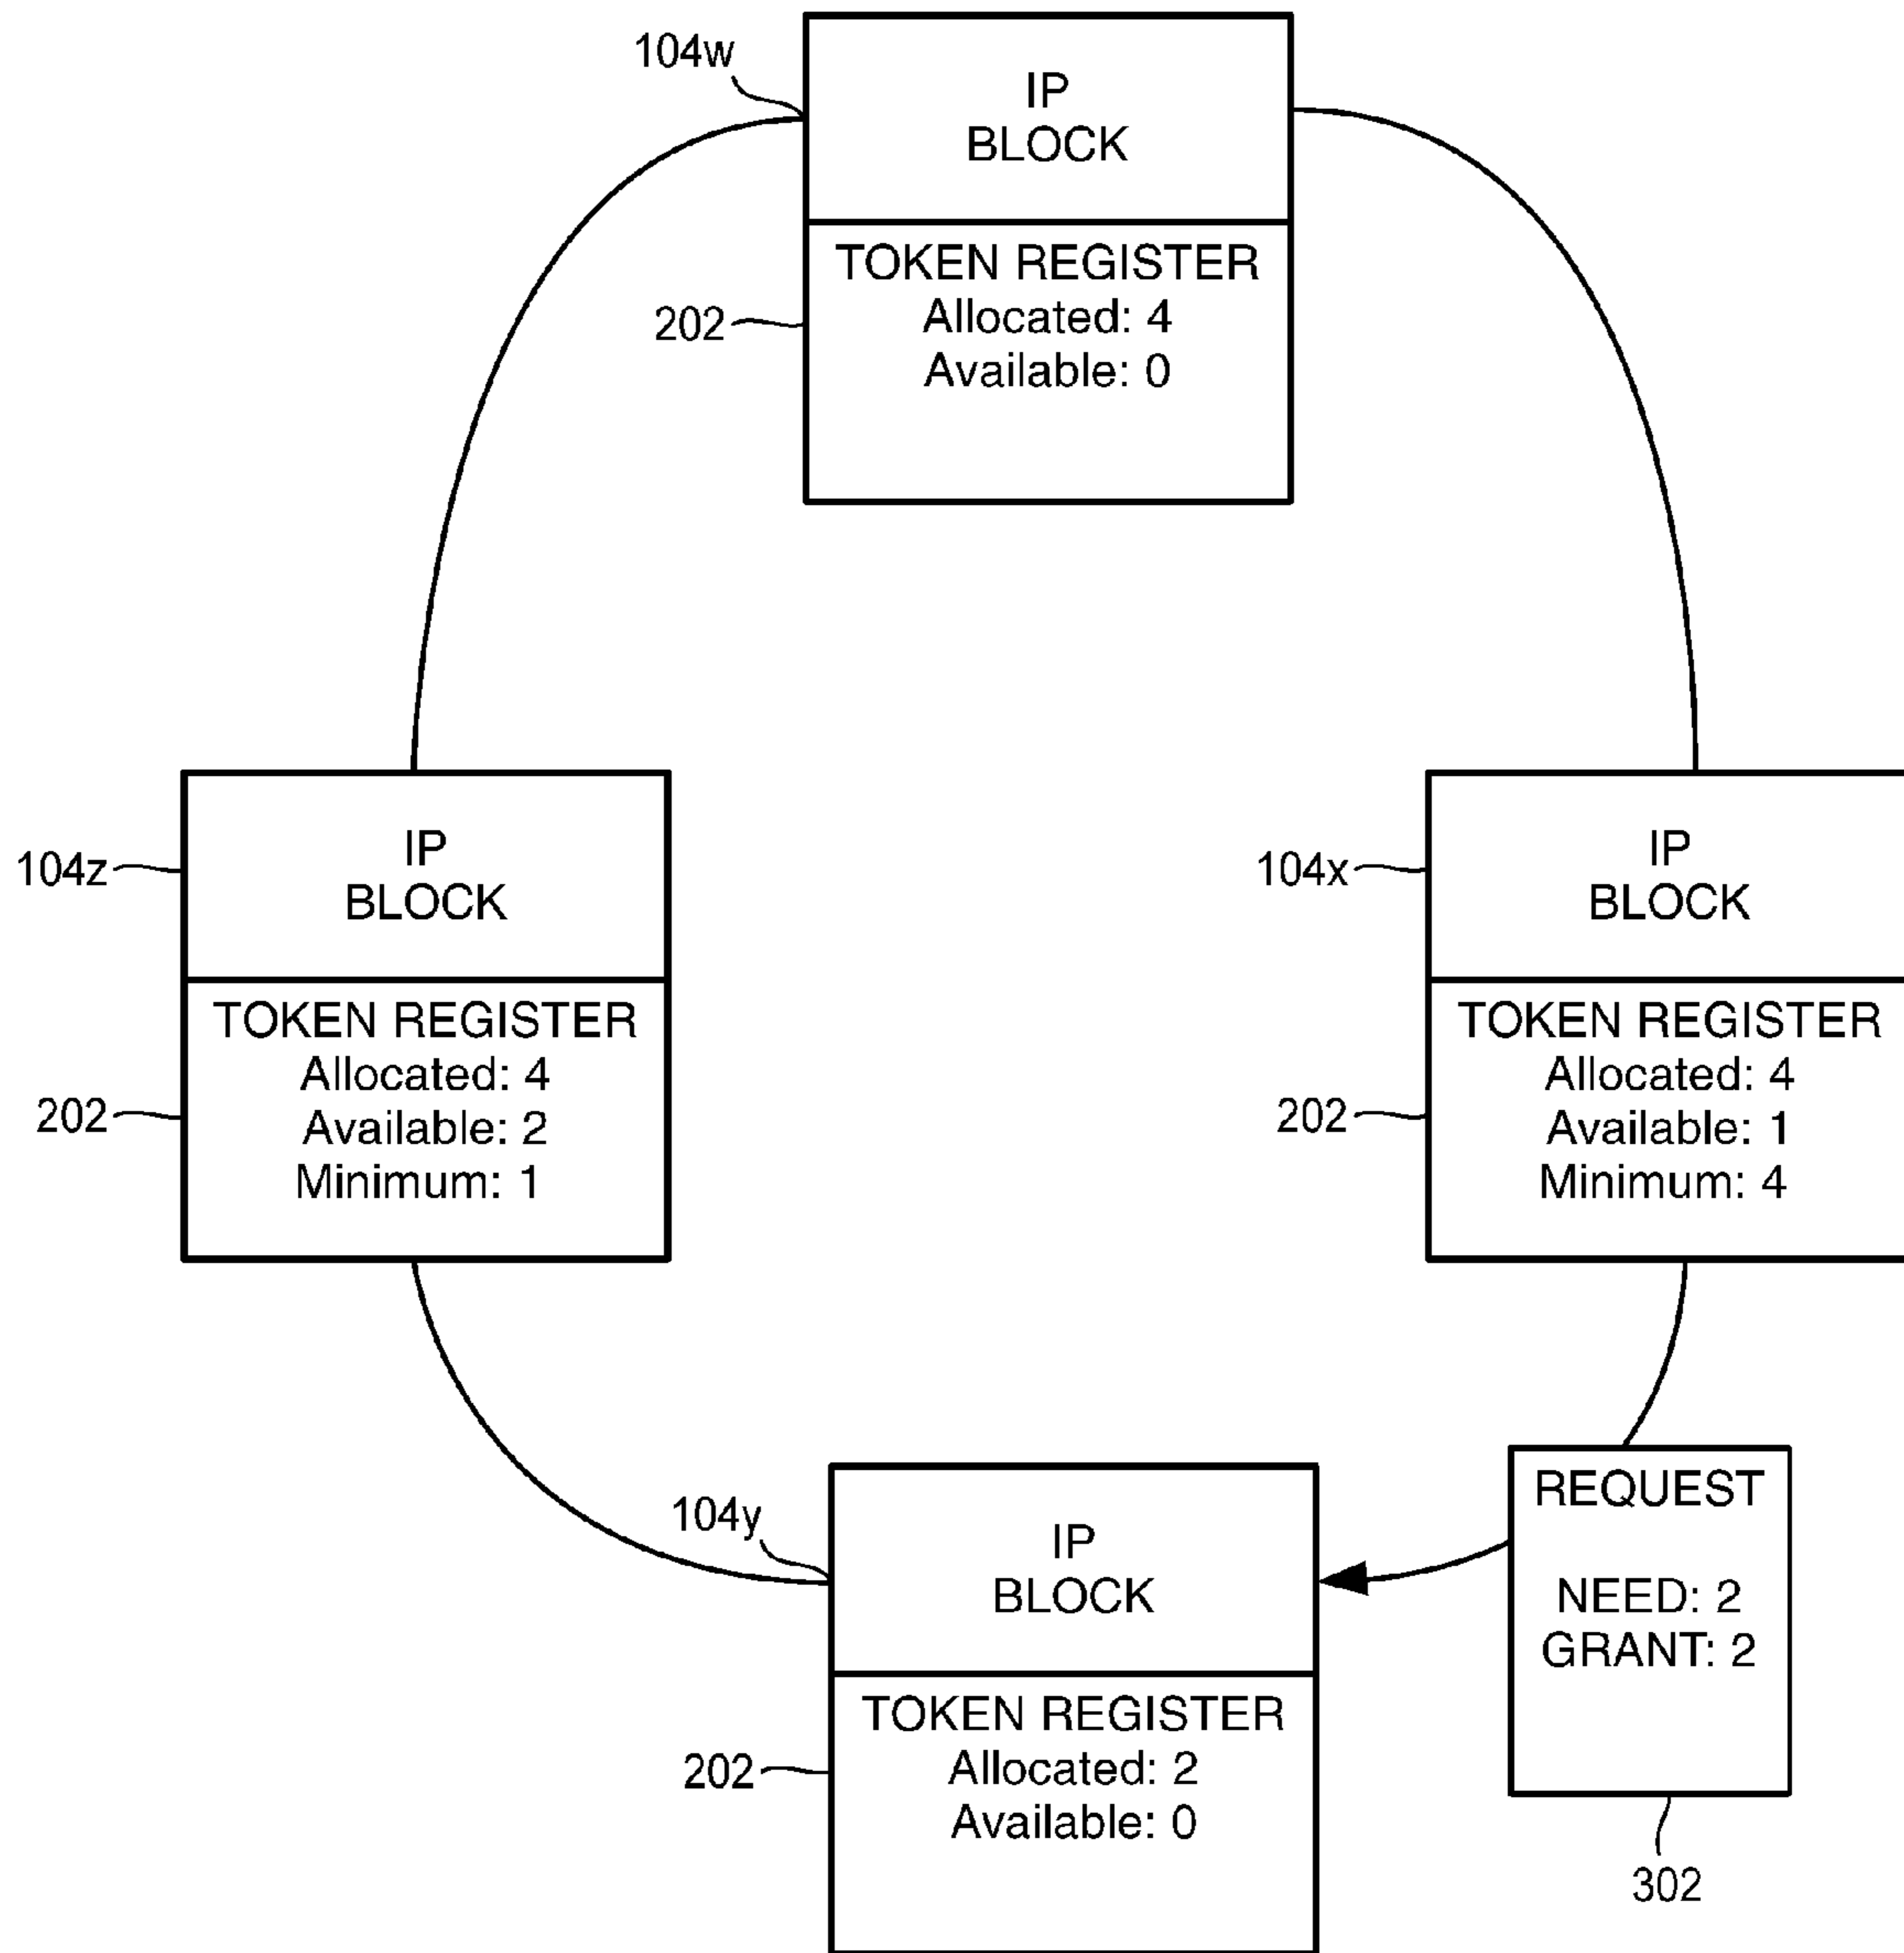 104w
IP
BLOCK
TOKEN REGISTER
202
Allocated: 4
Available: 0
104z
IP
BLOCK
TOKEN REGISTER
202
Allocated: 4
Available: 2
Minimum: 1
104x
IP
BLOCK
TOKEN REGISTER
202
Allocated: 4
Available: 1
Minimum: 4
104y
IP
BLOCK
TOKEN REGISTER
202
Allocated: 2
Available: 0
REQUEST
NEED: 2
GRANT: 2
302